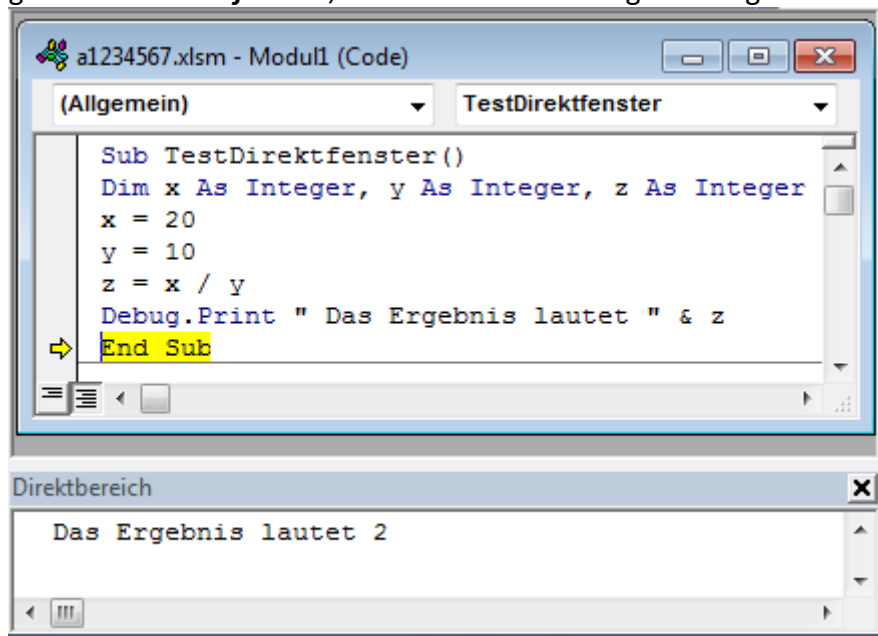 a1234567.xlsm - Modul1 (Code)
(Allgemein) TestDirektfenster
Sub TestDirektfenster()
Dim x As Integer, y As Integer, z As Integer
x = 20
y = 10
z = x / y
Debug.Print " Das Ergebnis lautet " & z
End Sub
Direktbereich
Das Ergebnis lautet 2